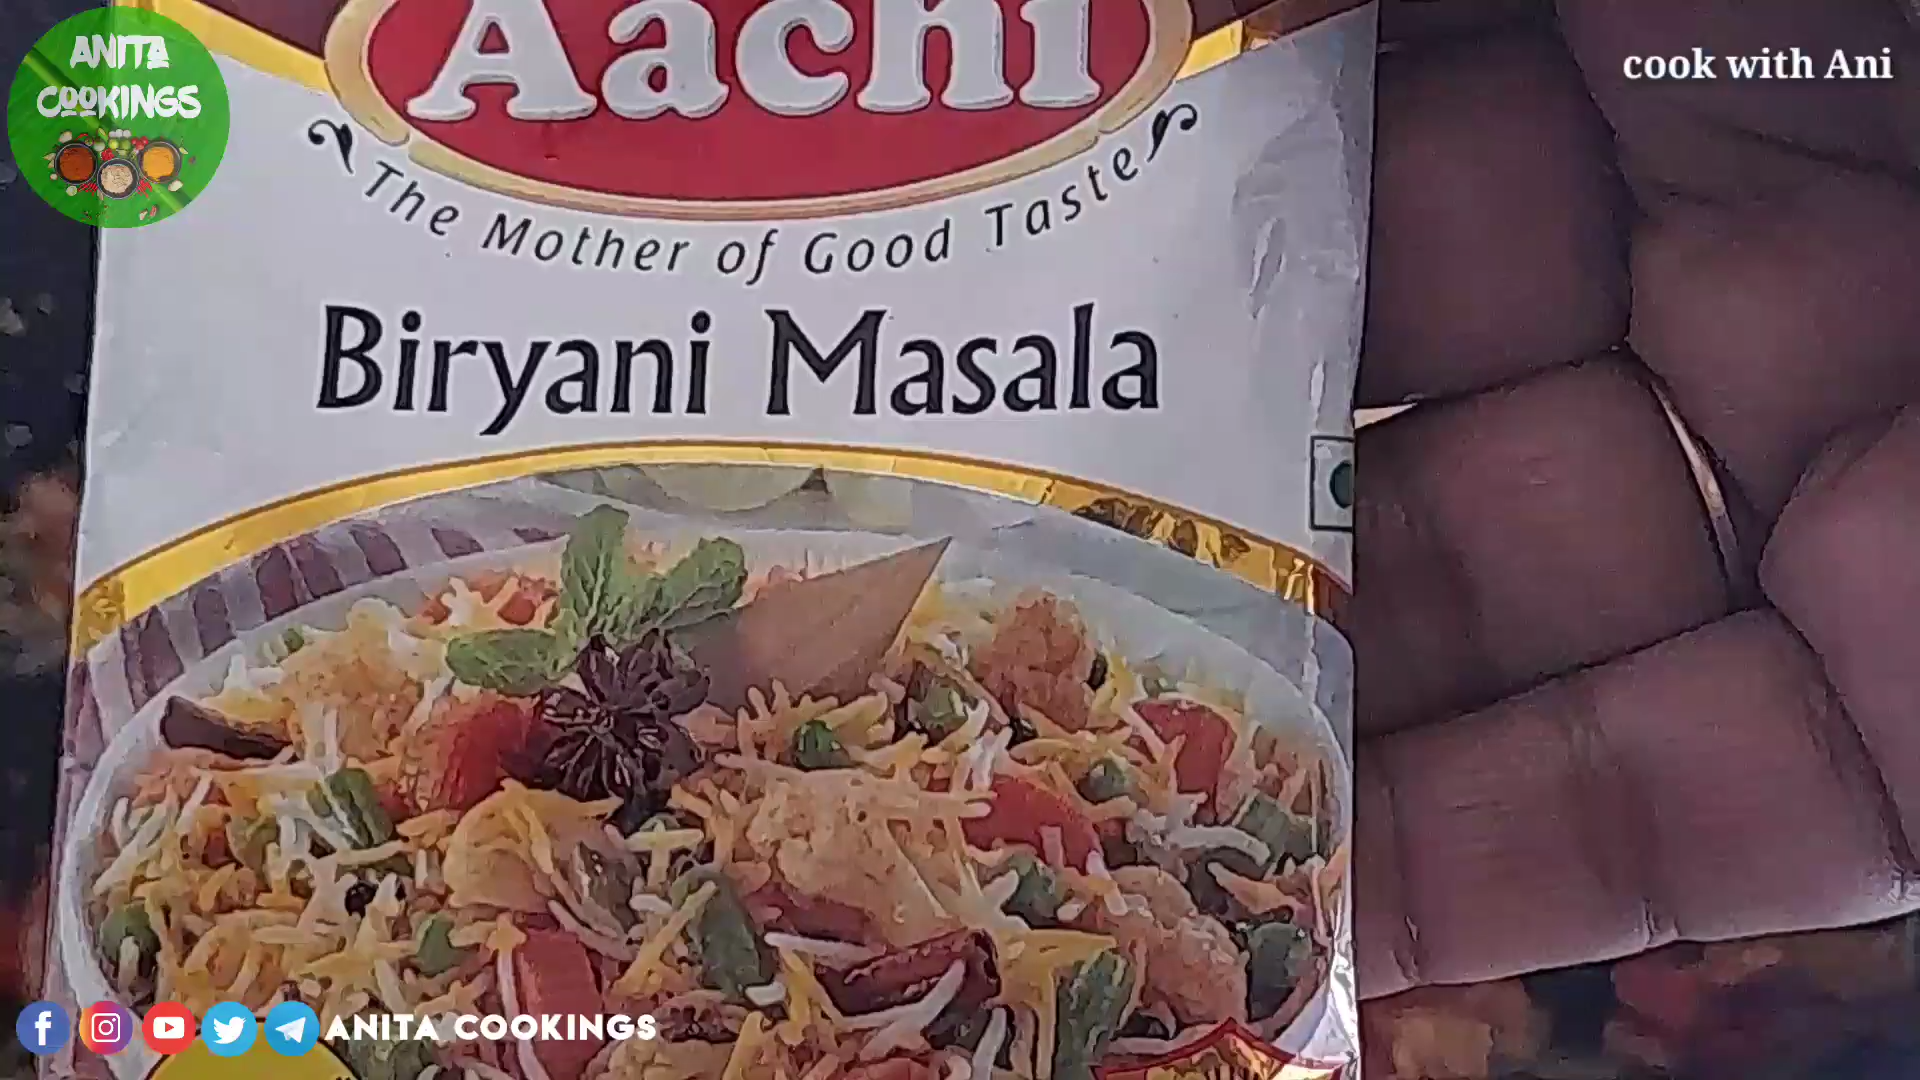 ANITA
COOKINGS
cook with Ani
Aachi
The Mother of Good Taste
Biryani Masala
ANITA COOKINGS